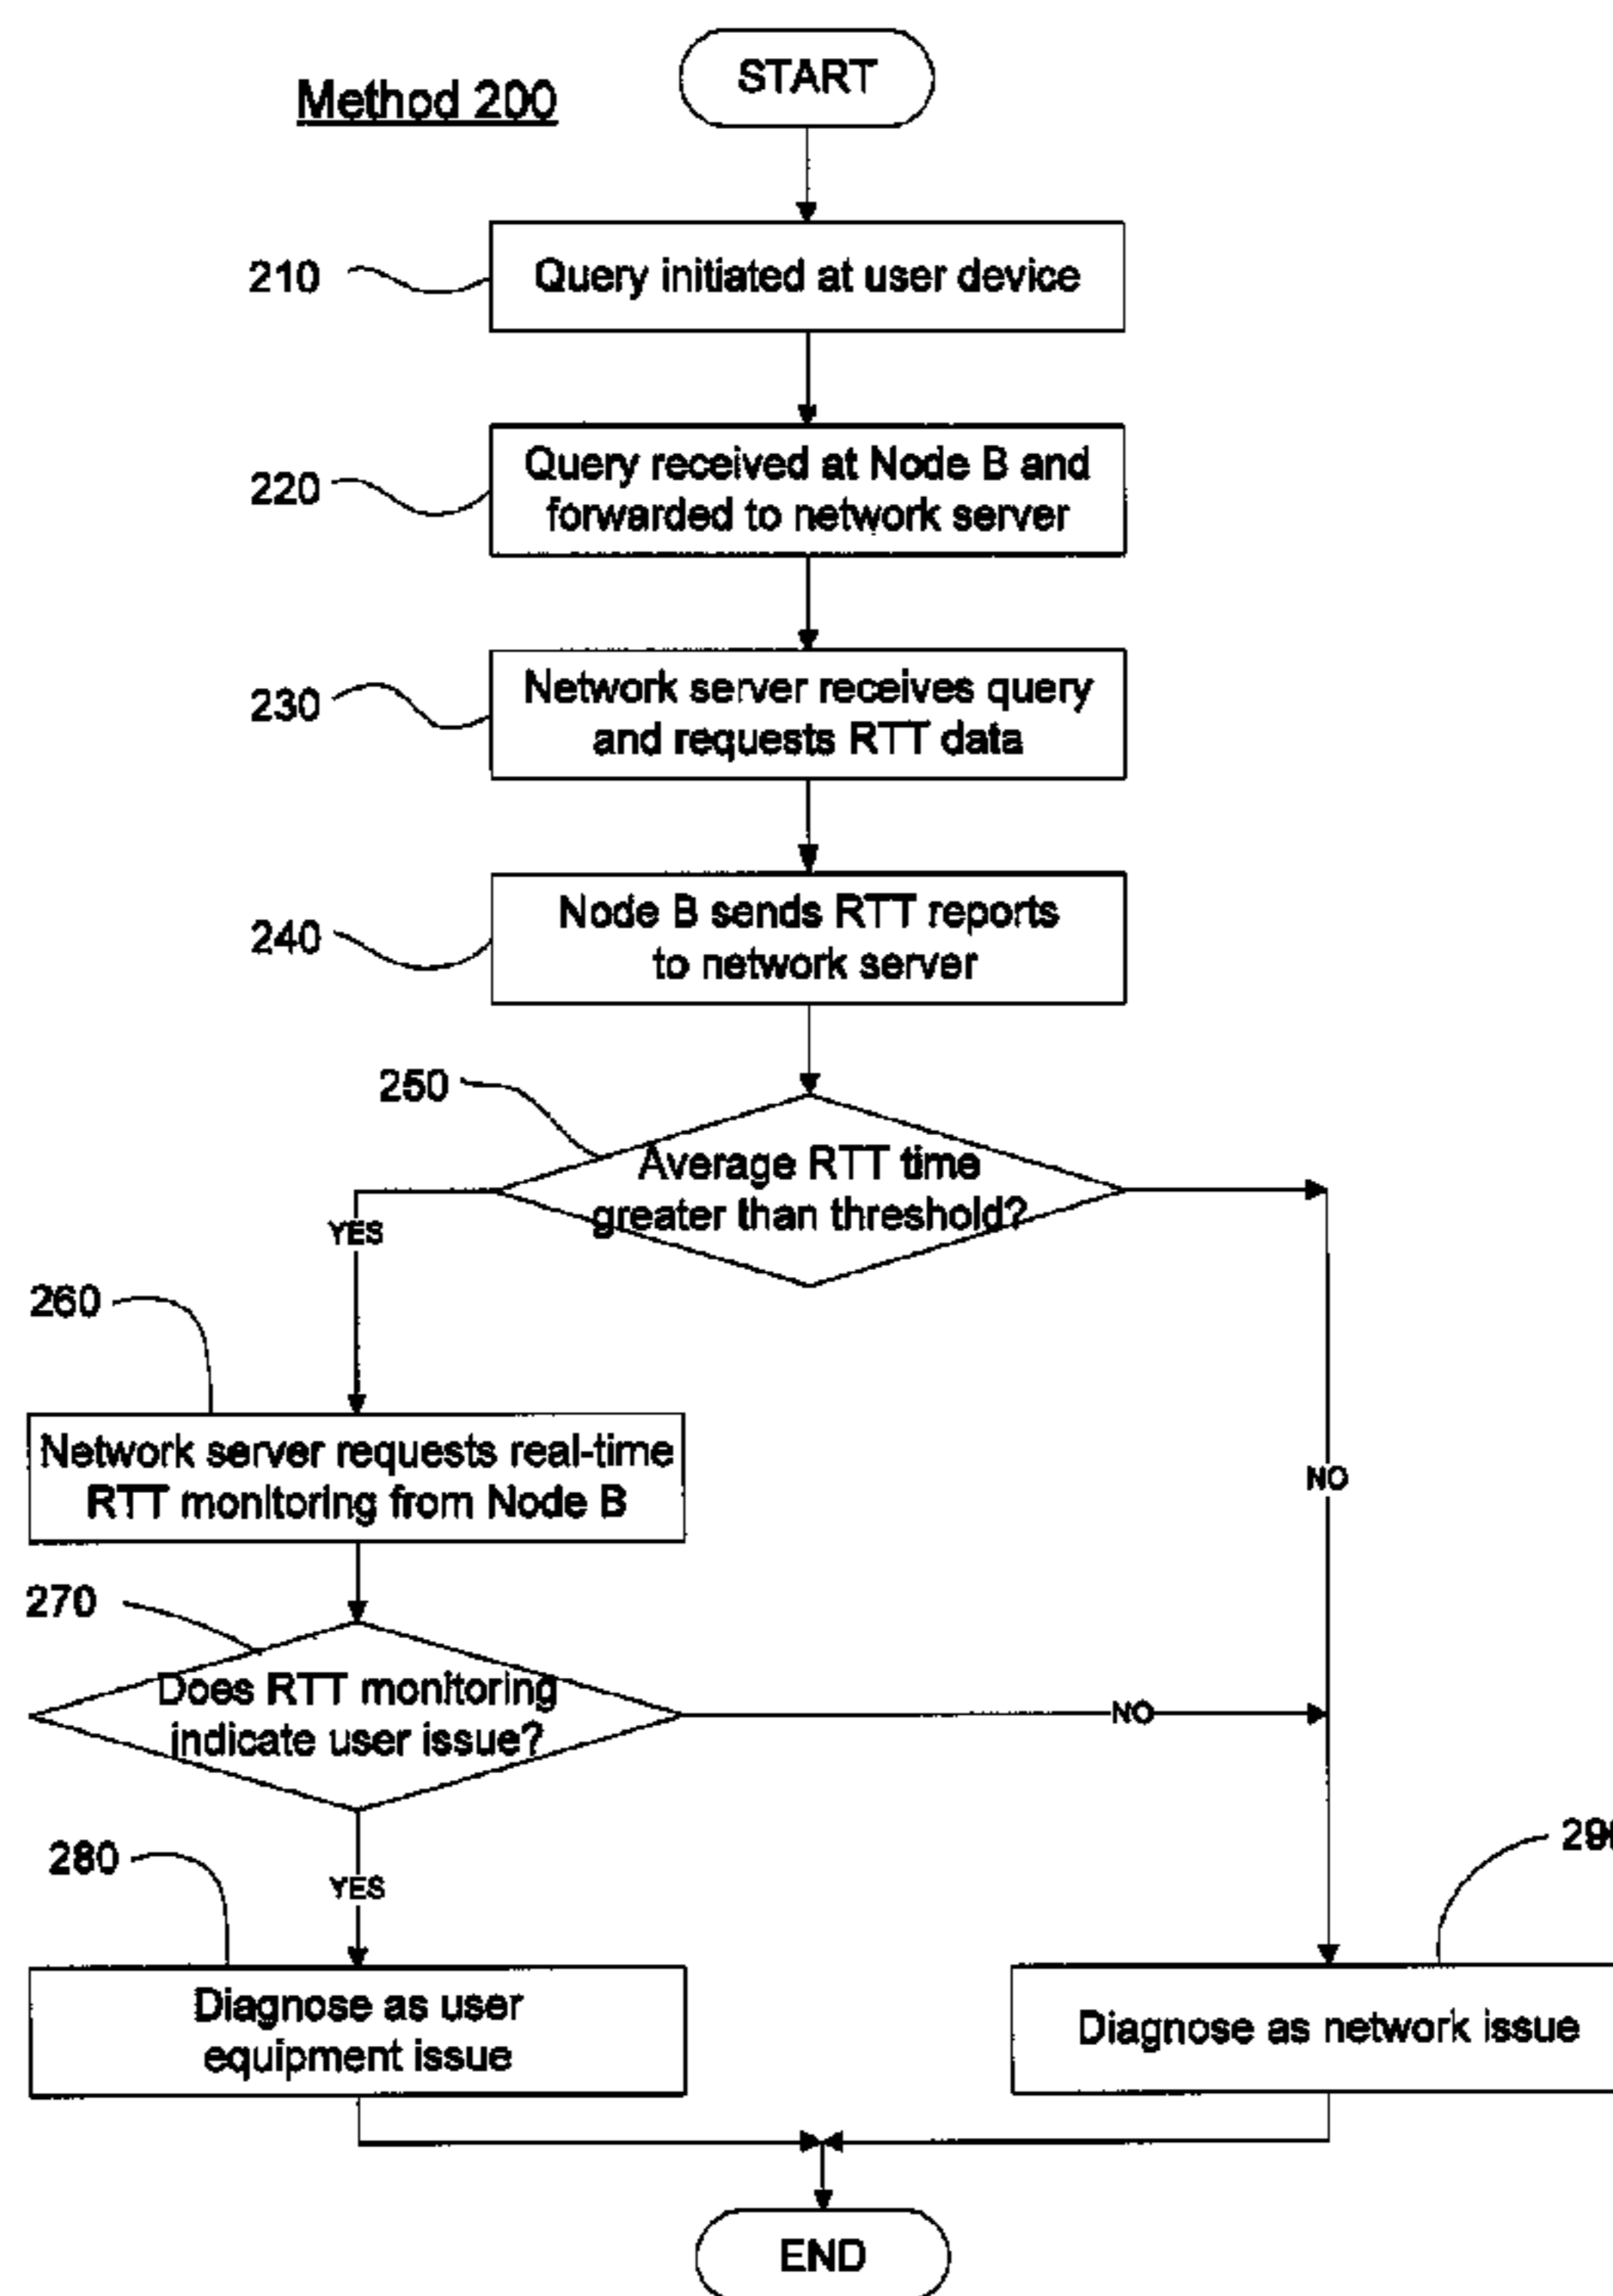 START
Method 200
210
Query initiated at user device
220
Query received at Node B and
forwarded to network server
230
Network server receives query
and requests RTT data
240
Node B sends RTT reports
to network server
250
Average RTT time
greater than threshold?
YES
260
Network server requests real-time
RTT monitoring from Node B
NO
270
Does RTT monitoring
indicate user issue?
NO
280
YES
Diagnose as user
equipment issue
Diagnose as network issue
END